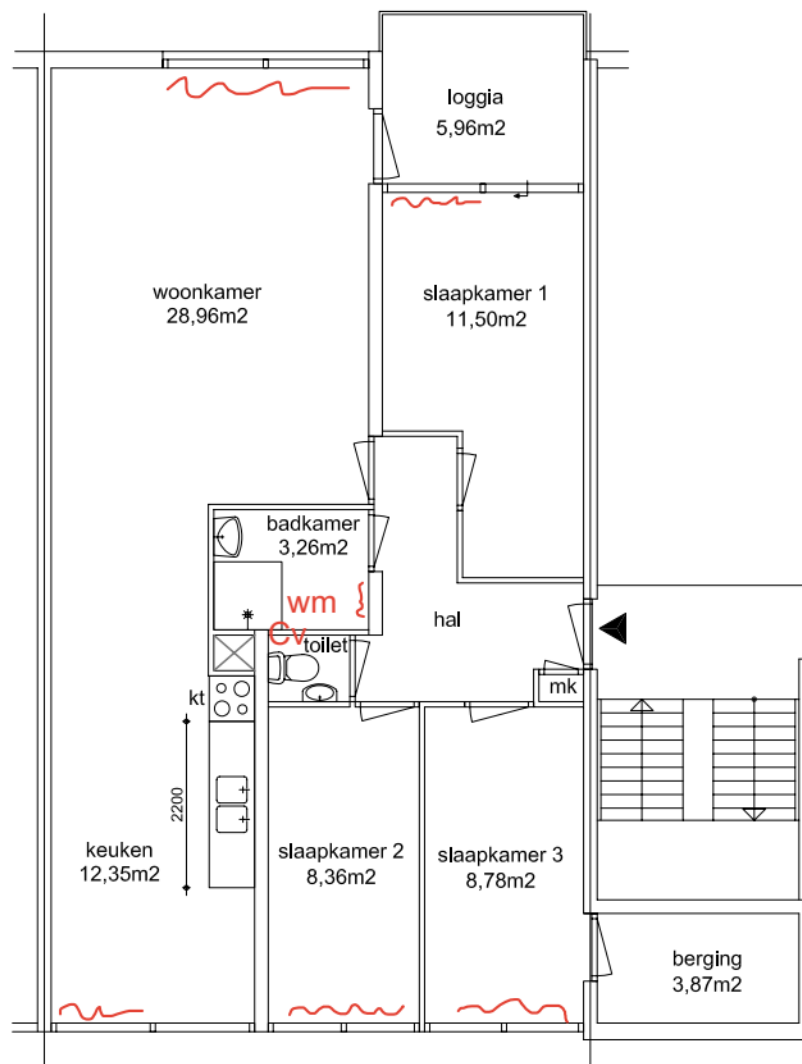 loggia
5,96m2
woonkamer
28,96m2
slaapkamer 1
11,50m2
badkamer
3,26m2
wm
Cv
toilet
hal
mk
kt
2200
keuken
12,35m2
slaapkamer 2
8,36m2
slaapkamer 3
8,78m2
berging
3,87m2